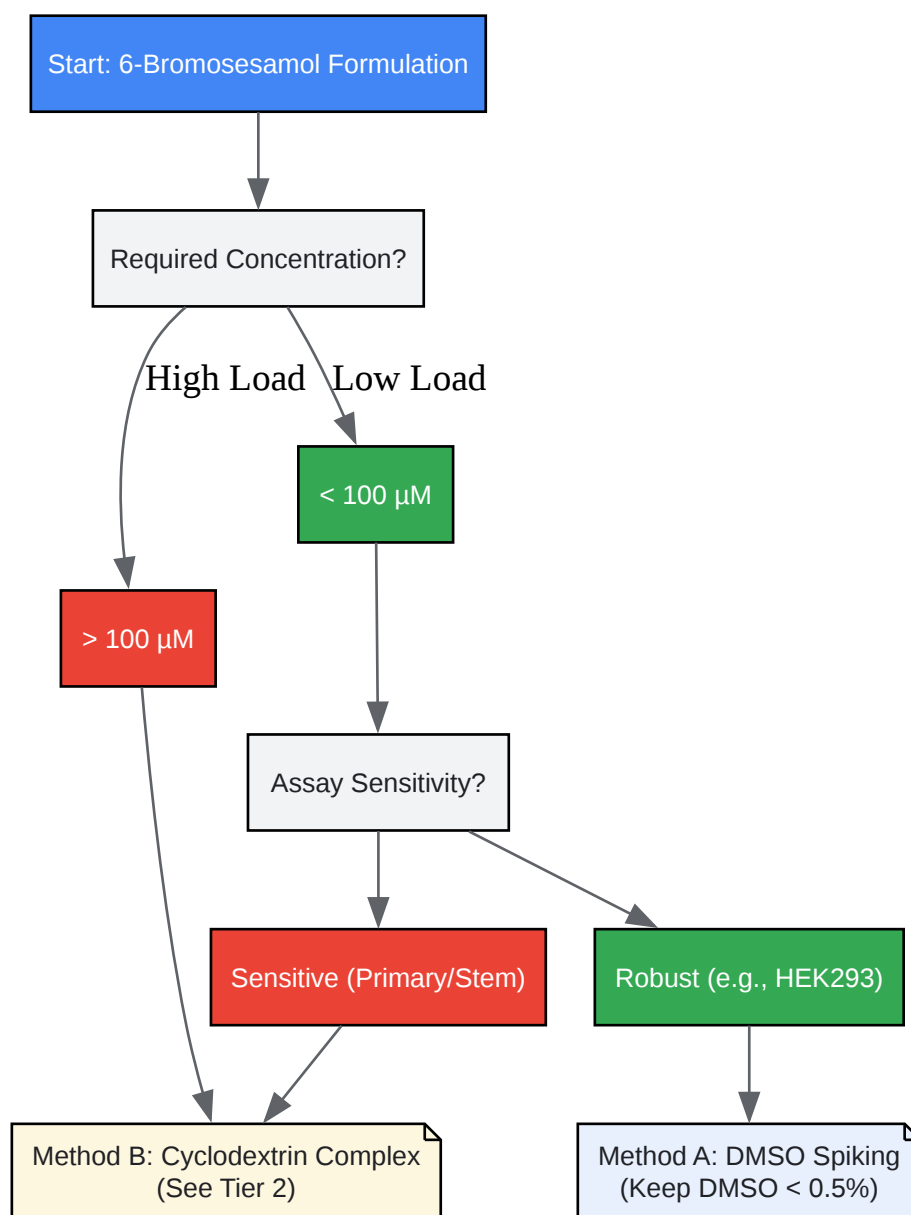 Start: 6-Bromosesamol Formulation
Required Concentration?
High Load
Low Load
< 100 µM
> 100 µM
Assay Sensitivity?
Sensitive (Primary/Stem)
Robust (e.g., HEK293)
Method B: Cyclodextrin Complex
(See Tier 2)
Method A: DMSO Spiking
(Keep DMSO < 0.5%)